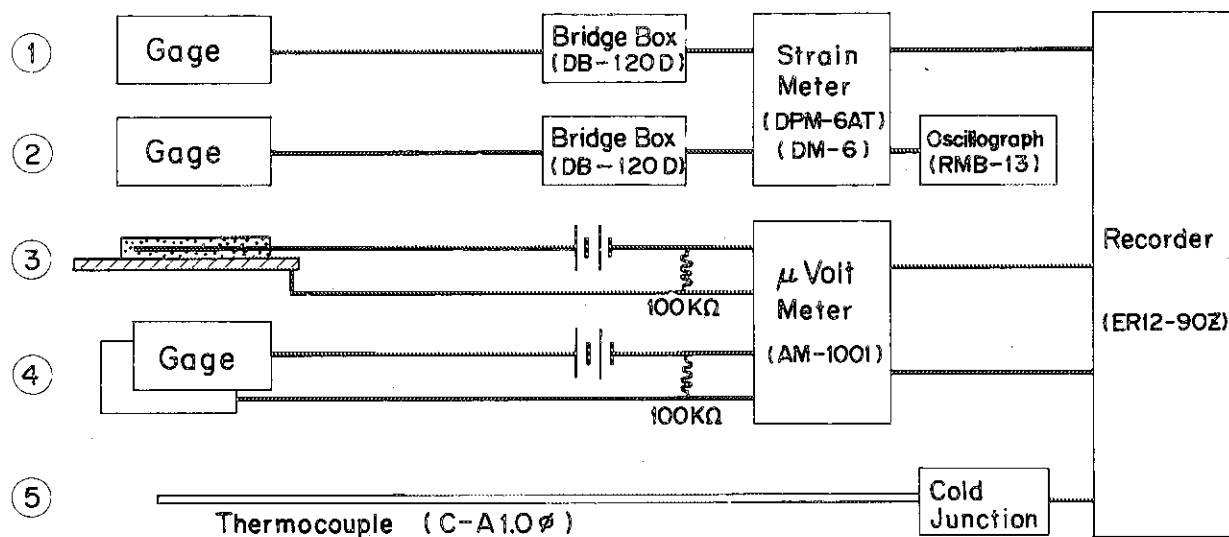 ①
Gage
Bridge Box
(DB-120D)
Strain
Meter
(DPM-6AT)
(DM-6)
②
Gage
Bridge Box
(DB-120D)
Oscillograph
(RMB-13)
③
100KΩ
μ Volt
Meter
(AM-1001)
Recorder
(ER12-90Z)
④
Gage
100KΩ
⑤
Thermocouple (C-A1.0φ)
Cold
Junction